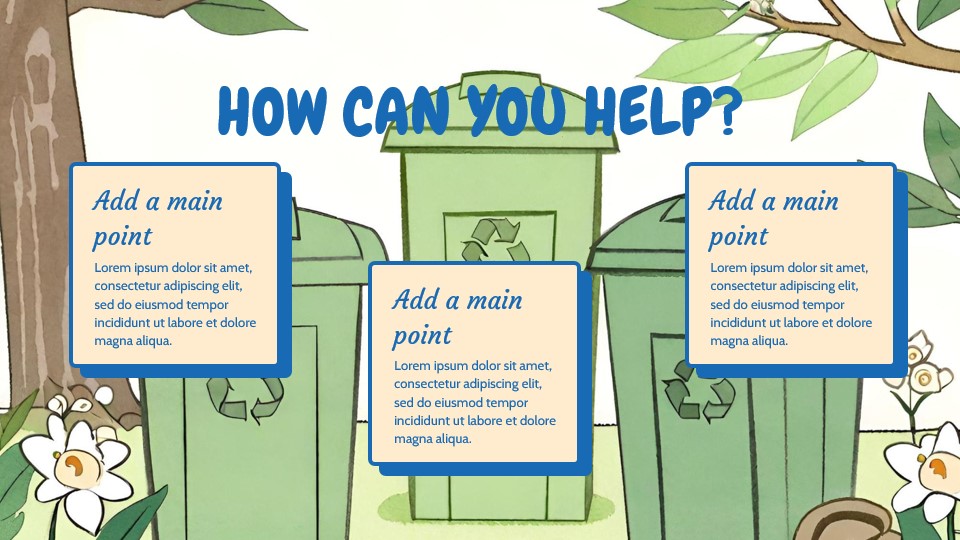 HOW CAN YOU HELP?
Add a main
point
Lorem ipsum dolor sit amet,
consectetur adipiscing elit,
sed do eiusmod tempor
incididunt ut labore et dolore
magna aliqua.
Add a main
point
Lorem ipsum dolor sit amet,
consectetur adipiscing elit,
sed do eiusmod tempor
incididunt ut labore et dolore
magna aliqua.
Add a main
point
Lorem ipsum dolor sit amet,
consectetur adipiscing elit,
sed do eiusmod tempor
incididunt ut labore et dolore
magna aliqua.